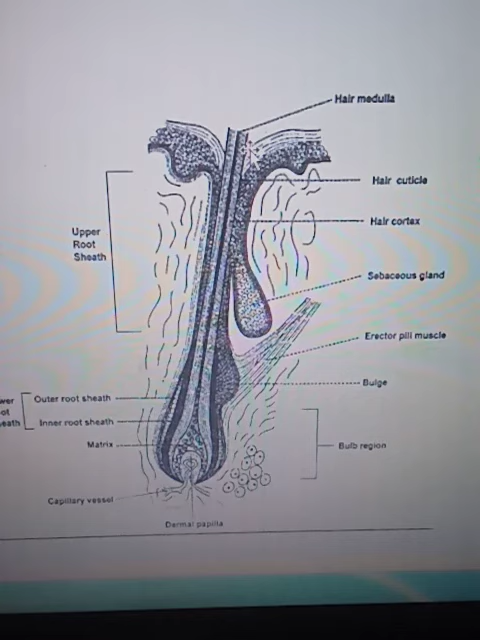 Hair medulla
Hair cuticle
Upper
Root
Sheath
Hair cortex
Sebaceous gland
Erector pili muscle
Bulge
Outer root sheath
Inner root sheath
Matrix
Bulb region
Capillary vessel
Dermal papilla